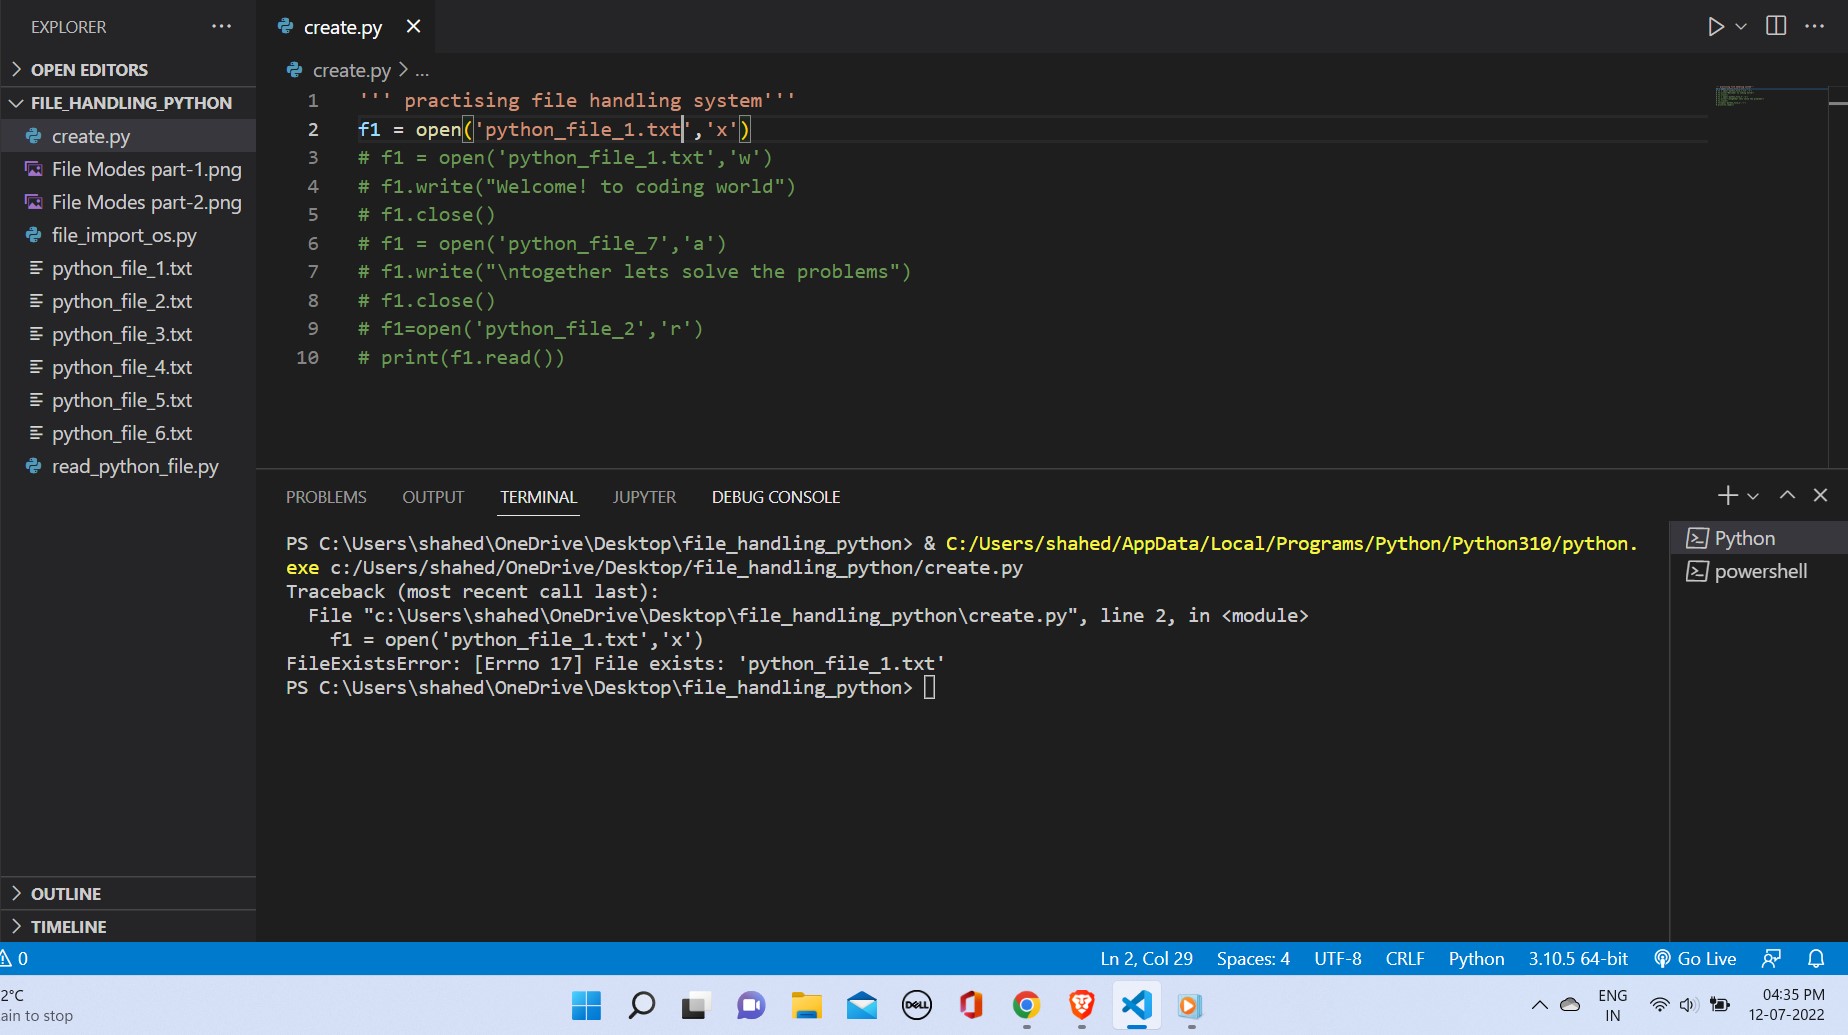 EXPLORER
OPEN EDITORS
FILE_HANDLING_PYTHON
create.py
File Modes part-1.png
File Modes part-2.png
file_import_os.py
python_file_1.txt
python_file_2.txt
python_file_3.txt
python_file_4.txt
python_file_5.txt
python_file_6.txt
read_python_file.py
OUTLINE
TIMELINE
create.py
create.py > ...
1 ''' practising file handling system'''
2 f1 = open('python_file_1.txt','x')
3 # f1 = open('python_file_1.txt','w')
4 # f1.write("Welcome! to coding world")
5 # f1.close()
6 # f1 = open('python_file_7','a')
7 # f1.write("\ntogether lets solve the problems")
8 # f1.close()
9 # f1=open('python_file_2','r')
10 # print(f1.read())
PROBLEMS OUTPUT TERMINAL JUPYTER DEBUG CONSOLE
PS C:\Users\shahed\OneDrive\Desktop\file_handling_python> & C:/Users/shahed/AppData/Local/Programs/Python/Python310/python.
exe c:/Users/shahed/OneDrive/Desktop/file_handling_python/create.py
Traceback (most recent call last):
File "c:\Users\shahed\OneDrive\Desktop\file_handling_python\create.py", line 2, in <module>
f1 = open('python_file_1.txt','x')
FileExistsError: [Errno 17] File exists: 'python_file_1.txt'
PS C:\Users\shahed\OneDrive\Desktop\file_handling_python>
Python
powershell
0 Ln 2, Col 29 Spaces: 4 UTF-8 CRLF Python 3.10.5 64-bit Go Live
2°C
ain to stop
DELL
ENG
IN
04:35 PM
12-07-2022